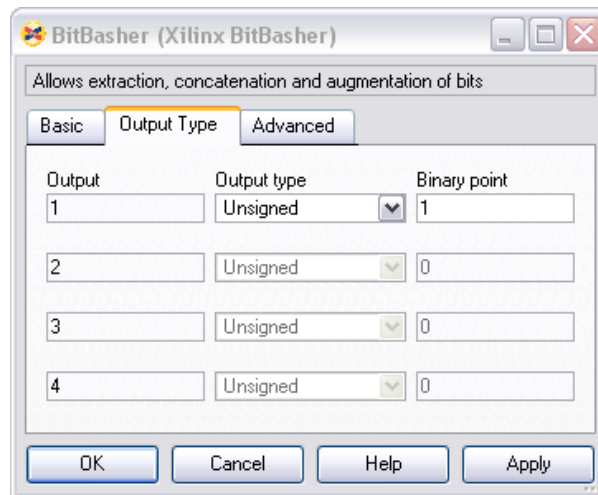 BitBasher (Xilinx BitBasher)
Allows extraction, concatenation and augmentation of bits
Basic Output Type Advanced
Output Output type Binary point
1 Unsigned 1
2 Unsigned 0
3 Unsigned 0
4 Unsigned 0
OK Cancel Help Apply